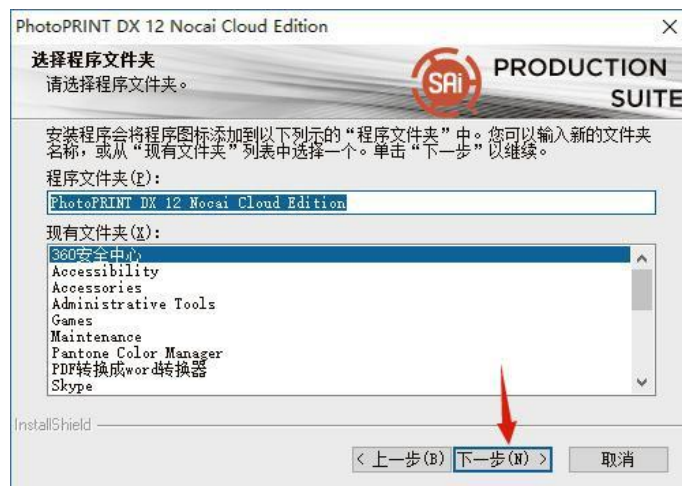 PhotoPRINT DX 12 Nocai Cloud Edition
选择程序文件夹
请选择程序文件夹。
SAi
PRODUCTION
SUITE
安装程序会将程序图标添加到以下列示的“程序文件夹”中。您可以输入新的文件夹
名称，或从“现有文件夹”列表中选择一个。单击“下一步”以继续。
程序文件夹(P):
PhotoPRINT DX 12 Nocai Cloud Edition
现有文件夹(X):
360安全中心
Accessibility
Accessories
Administrative Tools
Games
Maintenance
Pantone Color Manager
PDF转换成word转换器
Skype
InstallShield
< 上一步(B)
下一步(N) >
取消